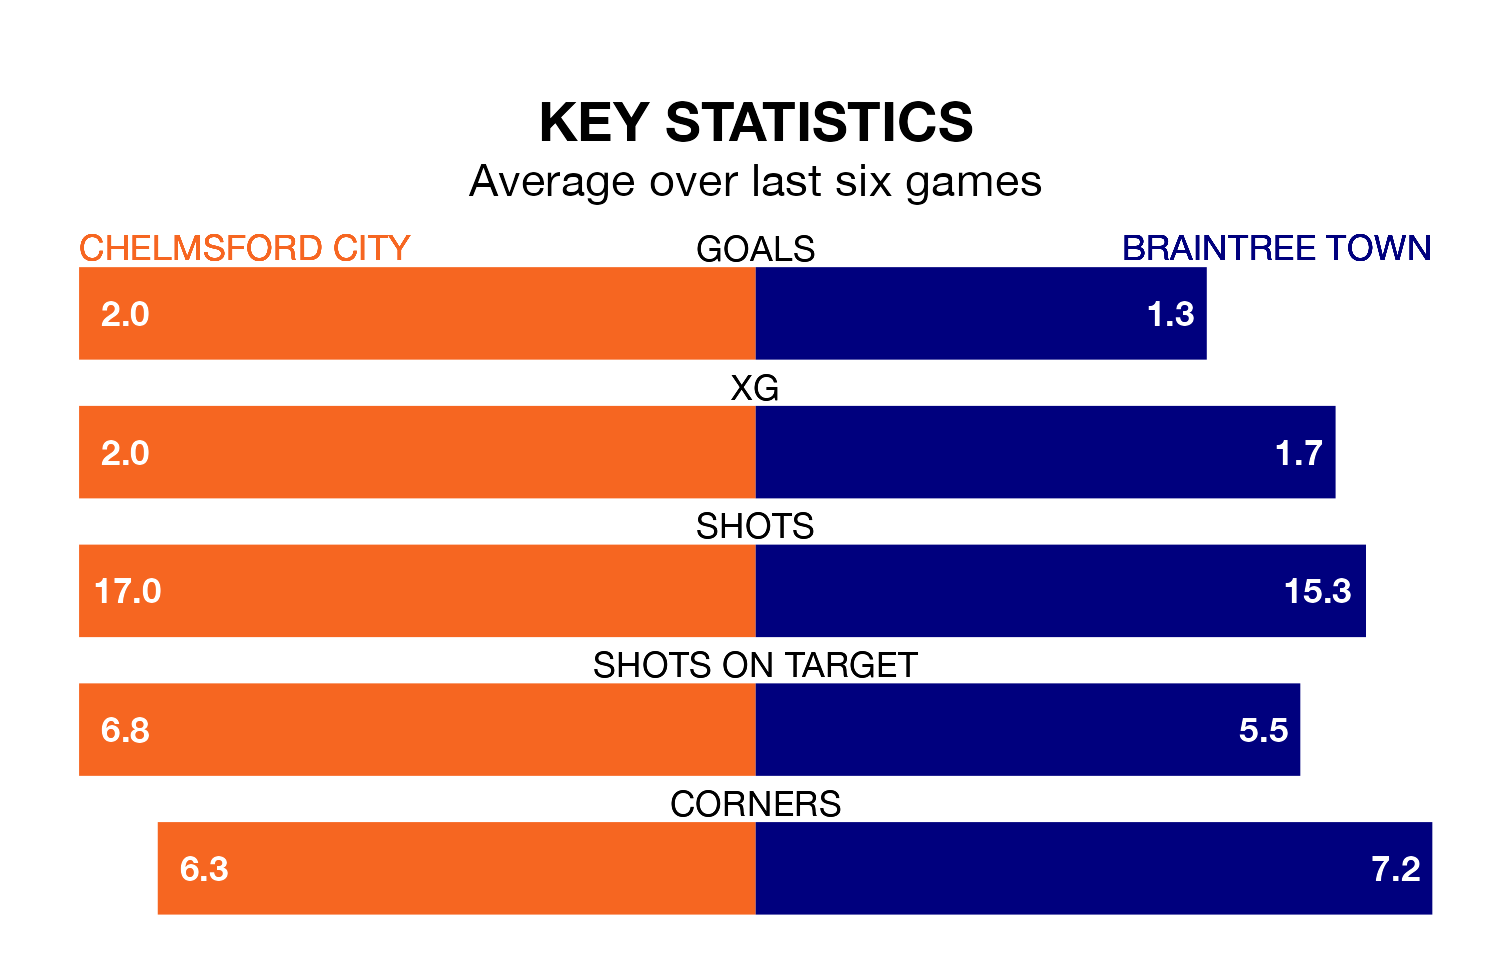 KEY STATISTICS
Average over last six games
CHELMSFORD CITY GOALS BRAINTREE TOWN
2.0 1.3
XG
2.0 1.7
SHOTS
17.0 15.3
SHOTS ON TARGET
6.8 5.5
CORNERS
6.3 7.2